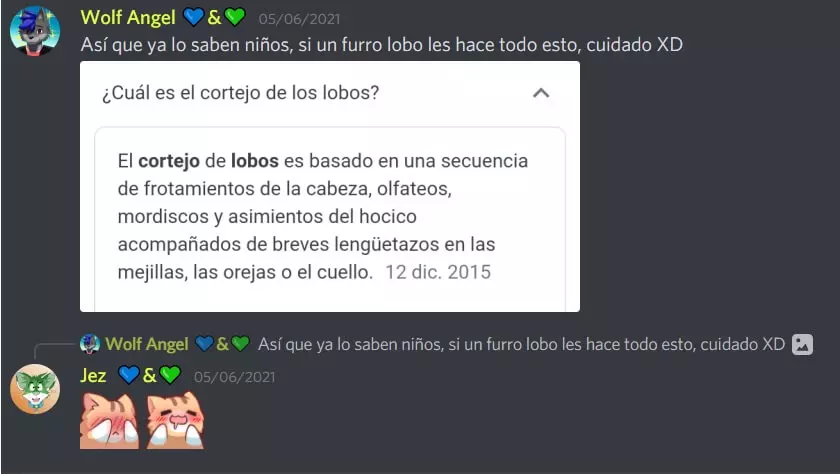 Wolf Angel 💙&💚 05/06/2021
Así que ya lo saben niños, si un furro lobo les hace todo esto, cuidado XD
¿Cuál es el cortejo de los lobos?
El cortejo de lobos es basado en una secuencia
de frotamientos de la cabeza, olfateos,
mordiscos y asimientos del hocico
acompañados de breves lengüetazos en las
mejillas, las orejas o el cuello. 12 dic. 2015
Wolf Angel 💙&💚 Así que ya lo saben niños, si un furro lobo les hace todo esto, cuidado XD
Jez 💙&💚 05/06/2021